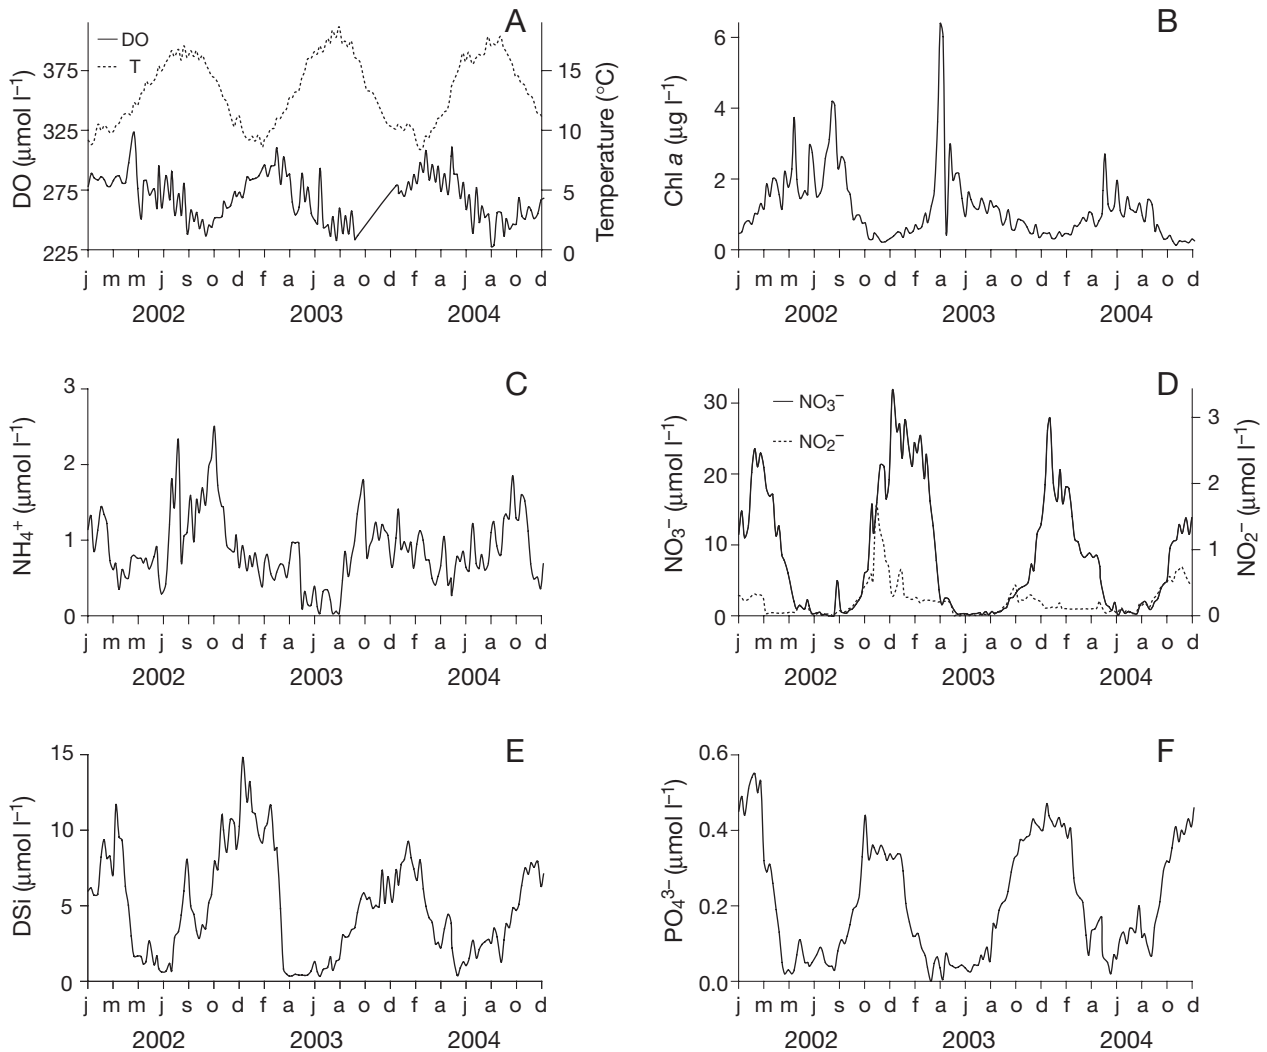 A
DO
T
375
325
275
225
DO (μmol l⁻¹)
15
10
5
0
Temperature (°C)
j m m j s o d f a j a o d f a j a o d
2002 2003 2004
B
6
4
2
0
Chl a (μg l⁻¹)
j m m j s o d f a j a o d f a j a o d
2002 2003 2004
C
3
2
1
0
NH₄⁺ (μmol l⁻¹)
j m m j s o d f a j a o d f a j a o d
2002 2003 2004
D
NO₃⁻
NO₂⁻
30
20
10
0
NO₃⁻ (μmol l⁻¹)
3
2
1
0
NO₂⁻ (μmol l⁻¹)
j m m j s o d f a j a o d f a j a o d
2002 2003 2004
E
15
10
5
0
DSi (μmol l⁻¹)
j m m j s o d f a j a o d f a j a o d
2002 2003 2004
F
0.6
0.4
0.2
0.0
PO₄³⁻ (μmol l⁻¹)
j m m j s o d f a j a o d f a j a o d
2002 2003 2004